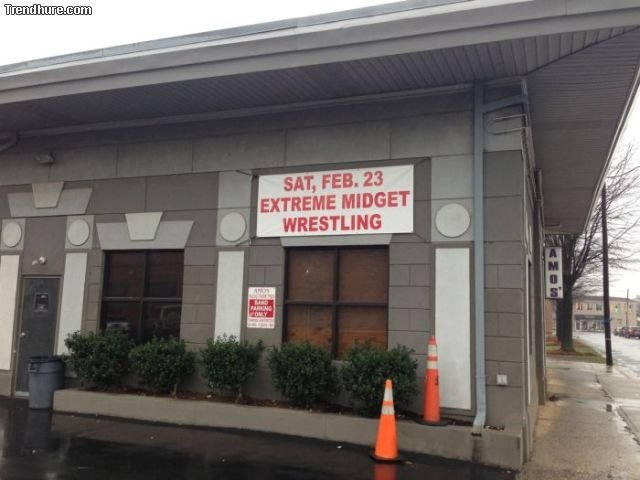 Trendhure.com
SAT, FEB. 23
EXTREME MIDGET
WRESTLING
AMOS'
AMOS
BAND
PARKING
ONLY